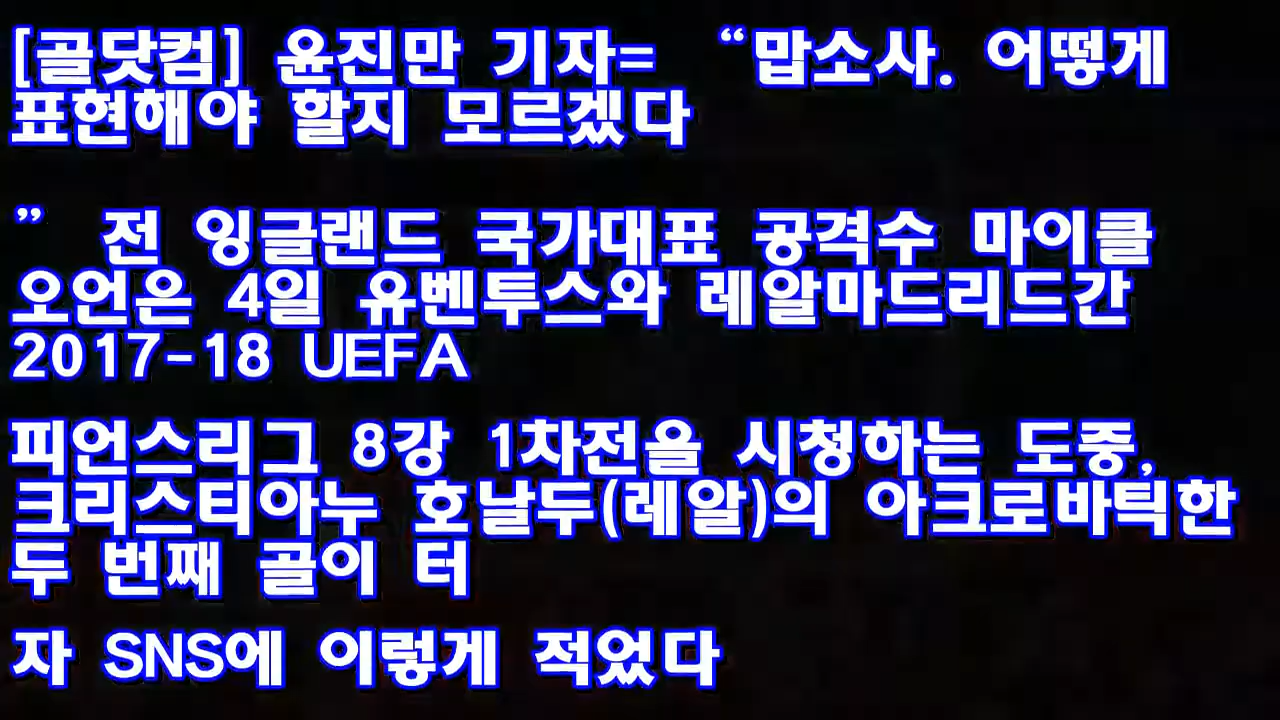 [골닷컴] 윤진만 기자= “맙소사. 어떻게
표현해야 할지 모르겠다
” 전 잉글랜드 국가대표 공격수 마이클
오언은 4일 유벤투스와 레알마드리드간
2017-18 UEFA
피언스리그 8강 1차전을 시청하는 도중,
크리스티아누 호날두(레알)의 아크로바틱한
두 번째 골이 터
자 SNS에 이렇게 적었다